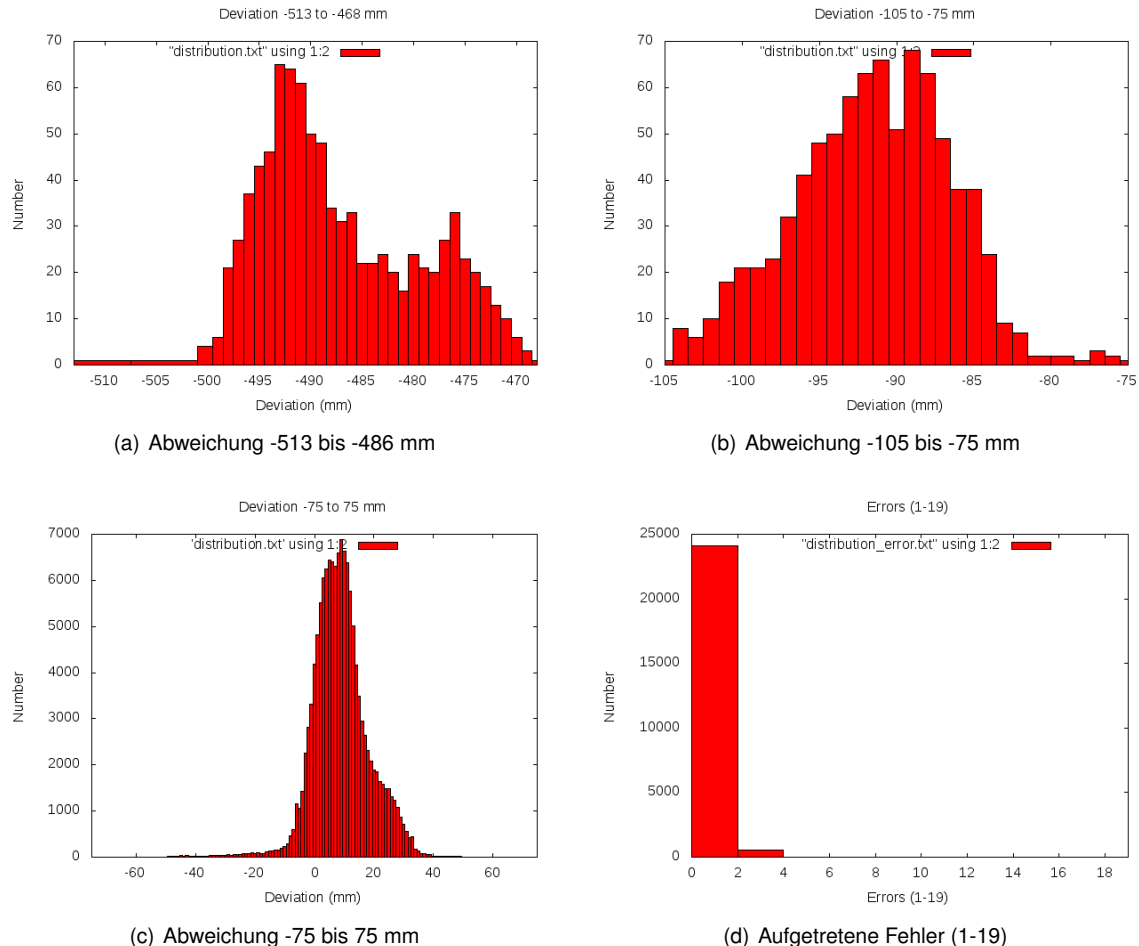 Deviation -513 to -468 mm
"distribution.txt" using 1:2
70
60
50
40
30
20
10
0
Number
-510 -505 -500 -495 -490 -485 -480 -475 -470
Deviation (mm)
(a) Abweichung -513 bis -486 mm
Deviation -105 to -75 mm
"distribution.txt" using 1:2
70
60
50
40
30
20
10
0
Number
-105 -100 -95 -90 -85 -80 -75
Deviation (mm)
(b) Abweichung -105 bis -75 mm
Deviation -75 to 75 mm
'distribution.txt' using 1:2
7000
6000
5000
4000
3000
2000
1000
0
Number
-60 -40 -20 0 20 40 60
Deviation (mm)
(c) Abweichung -75 bis 75 mm
Errors (1-19)
"distribution_error.txt" using 1:2
25000
20000
15000
10000
5000
0
Number
0 2 4 6 8 10 12 14 16 18
Errors (1-19)
(d) Aufgetretene Fehler (1-19)